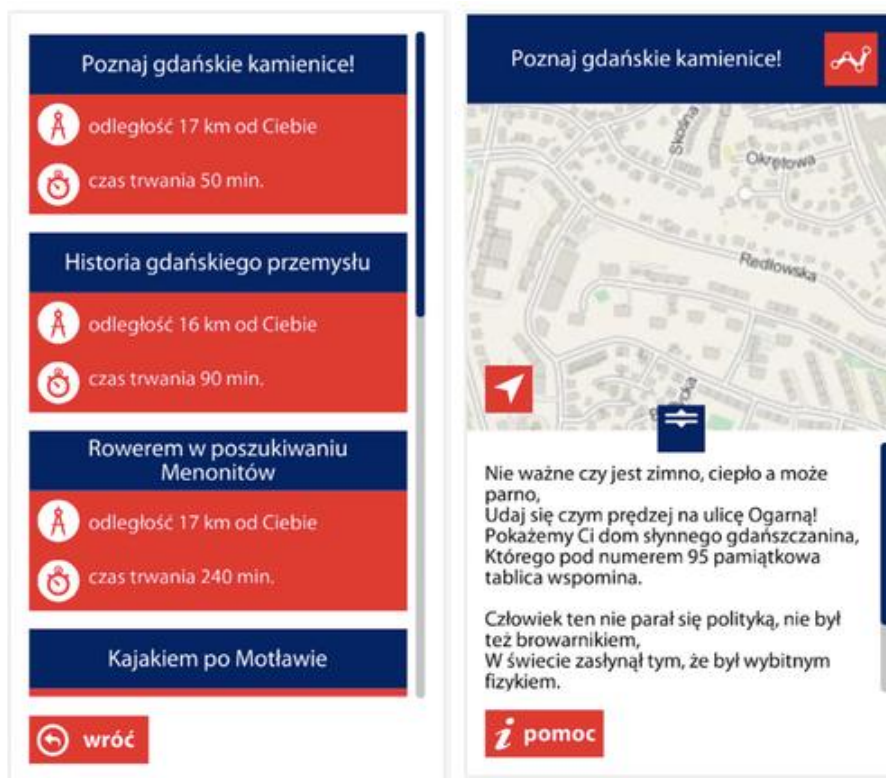 Poznaj gdańskie kamienice!
odległość 17 km od Ciebie
czas trwania 50 min.
Historia gdańskiego przemysłu
odległość 16 km od Ciebie
czas trwania 90 min.
Rowerem w poszukiwaniu
Menonitów
odległość 17 km od Ciebie
czas trwania 240 min.
Kajakiem po Motławie
wróć
Poznaj gdańskie kamienice!
Skolina
Okrętowa
Redłowska
Nie ważne czy jest zimno, ciepło a może
parno,
Udaj się czym prędzej na ulicę Ogarną!
Pokażemy Ci dom słynnego gdańszczanina,
Którego pod numerem 95 pamiątkowa
tablica wspomina.
Człowiek ten nie parał się polityką, nie był
też browarnikiem,
W świecie zasłynął tym, że był wybitnym
fizykiem.
i pomoc